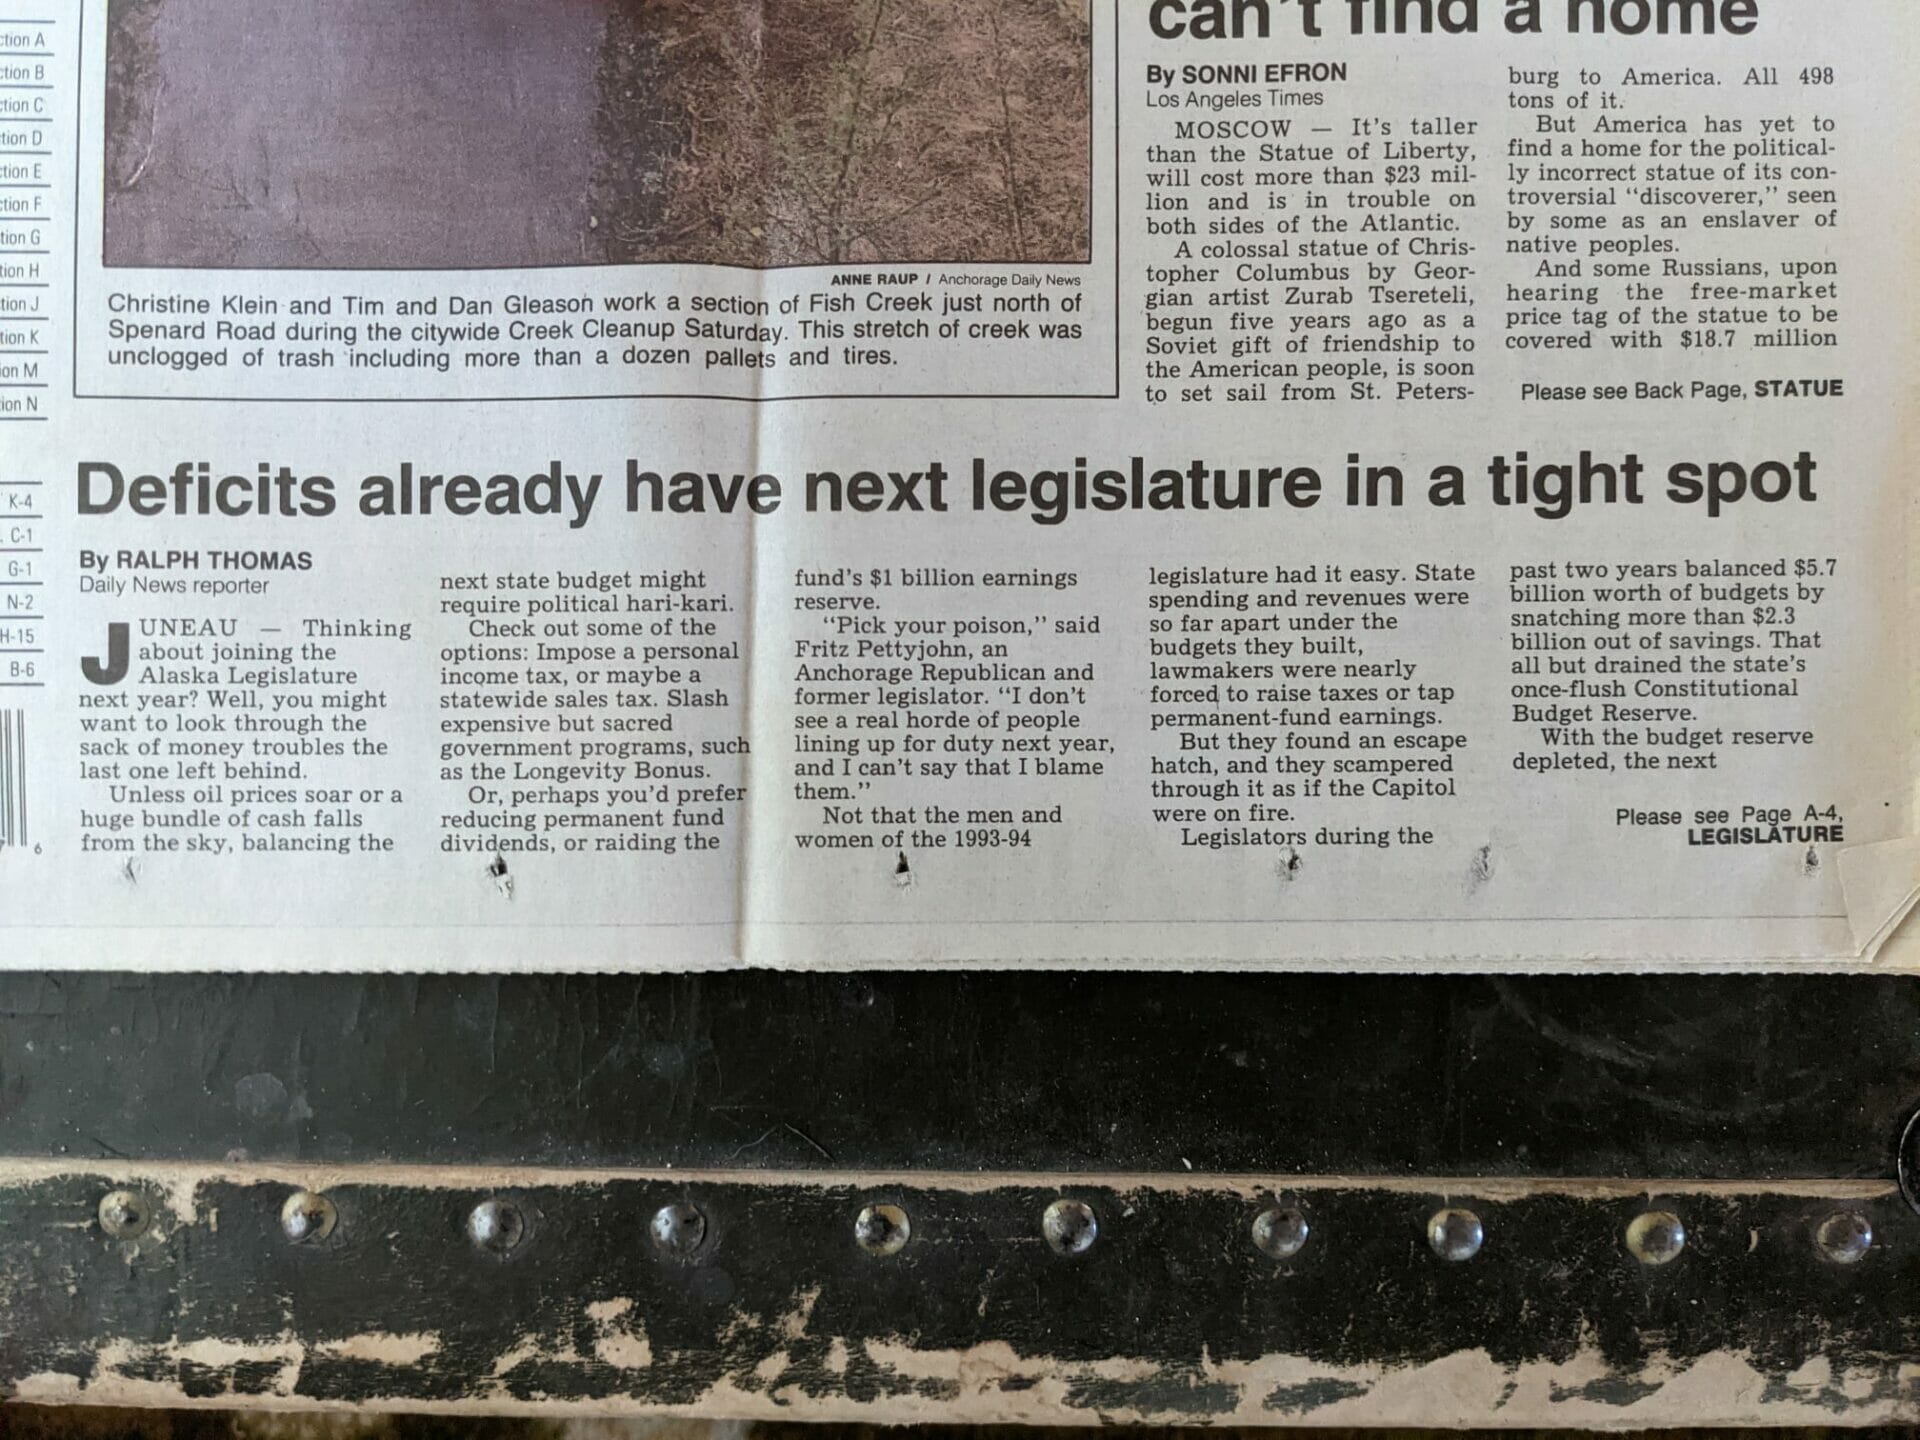 ction A
ction B
ction C
tion D
ction E
ction F
tion G
tion H
tion J
tion K
ion M
ion N
K-4
C-1
G-1
N-2
H-15
B-6
6
ANNE RAUP / Anchorage Daily News
Christine Klein and Tim and Dan Gleason work a section of Fish Creek just north of
Spenard Road during the citywide Creek Cleanup Saturday. This stretch of creek was
unclogged of trash including more than a dozen pallets and tires.
can't find a home
By SONNI EFRON
Los Angeles Times
MOSCOW — It's taller
than the Statue of Liberty,
will cost more than $23 mil-
lion and is in trouble on
both sides of the Atlantic.
A colossal statue of Chris-
topher Columbus by Geor-
gian artist Zurab Tsereteli,
begun five years ago as a
Soviet gift of friendship to
the American people, is soon
to set sail from St. Peters-
burg to America. All 498
tons of it.
But America has yet to
find a home for the political-
ly incorrect statue of its con-
troversial "discoverer," seen
by some as an enslaver of
native peoples.
And some Russians, upon
hearing the free-market
price tag of the statue to be
covered with $18.7 million
Please see Back Page, STATUE
Deficits already have next legislature in a tight spot
By RALPH THOMAS
Daily News reporter
JUNEAU — Thinking
about joining the
Alaska Legislature
next year? Well, you might
want to look through the
sack of money troubles the
last one left behind.
Unless oil prices soar or a
huge bundle of cash falls
from the sky, balancing the
next state budget might
require political hari-kari.
Check out some of the
options: Impose a personal
income tax, or maybe a
statewide sales tax. Slash
expensive but sacred
government programs, such
as the Longevity Bonus.
Or, perhaps you'd prefer
reducing permanent fund
dividends, or raiding the
fund's $1 billion earnings
reserve.
"Pick your poison," said
Fritz Pettyjohn, an
Anchorage Republican and
former legislator. "I don't
see a real horde of people
lining up for duty next year,
and I can't say that I blame
them."
Not that the men and
women of the 1993-94
legislature had it easy. State
spending and revenues were
so far apart under the
budgets they built,
lawmakers were nearly
forced to raise taxes or tap
permanent-fund earnings.
But they found an escape
hatch, and they scampered
through it as if the Capitol
were on fire.
Legislators during the
past two years balanced $5.7
billion worth of budgets by
snatching more than $2.3
billion out of savings. That
all but drained the state's
once-flush Constitutional
Budget Reserve.
With the budget reserve
depleted, the next
Please see Page A-4,
LEGISLATURE